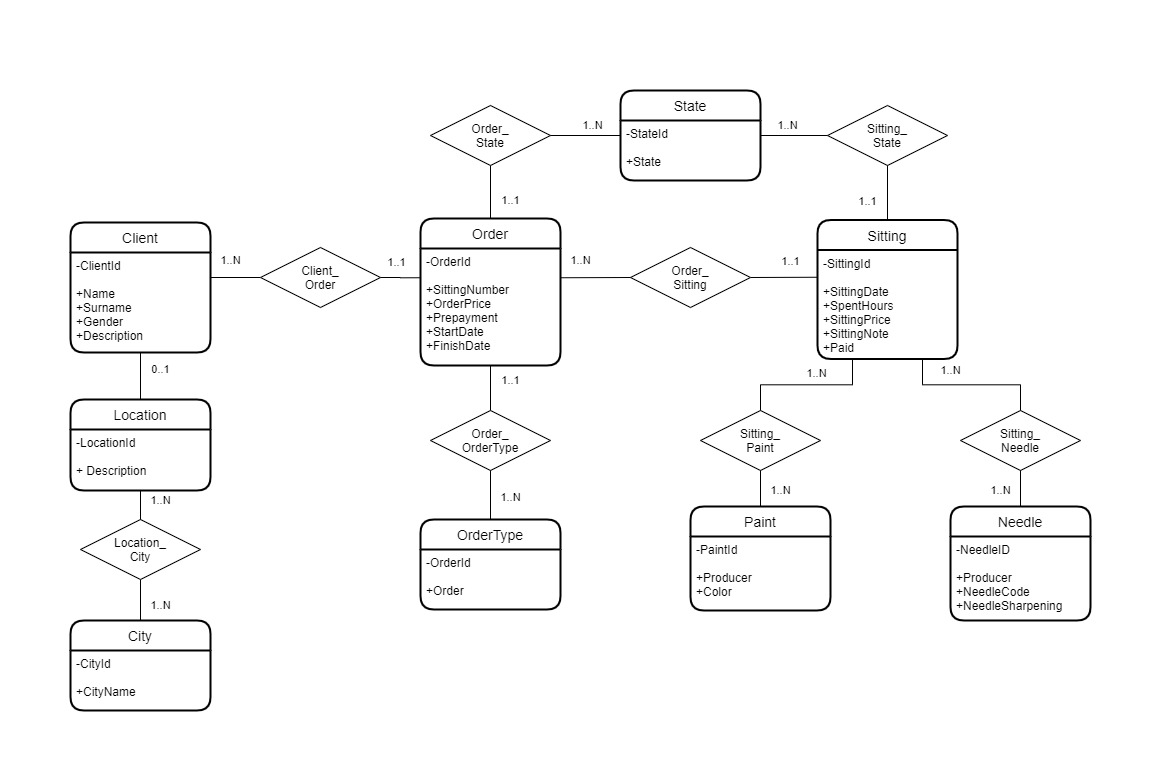 State
-StateId
+State
Order_
State
1..N
1..N
Sitting_
State
1..1
1..1
Client
-ClientId
+Name
+Surname
+Gender
+Description
1..N
Client_
Order
1..1
Order
-OrderId
+SittingNumber
+OrderPrice
+Prepayment
+StartDate
+FinishDate
1..N
Order_
Sitting
1..1
Sitting
-SittingId
+SittingDate
+SpentHours
+SittingPrice
+SittingNote
+Paid
0..1
Location
-LocationId
+ Description
1..N
Location_
City
1..N
City
-CityId
+CityName
1..1
Order_
OrderType
1..N
OrderType
-OrderId
+Order
1..N
Sitting_
Paint
1..N
Paint
-PaintId
+Producer
+Color
1..N
Sitting_
Needle
1..N
Needle
-NeedleID
+Producer
+NeedleCode
+NeedleSharpening